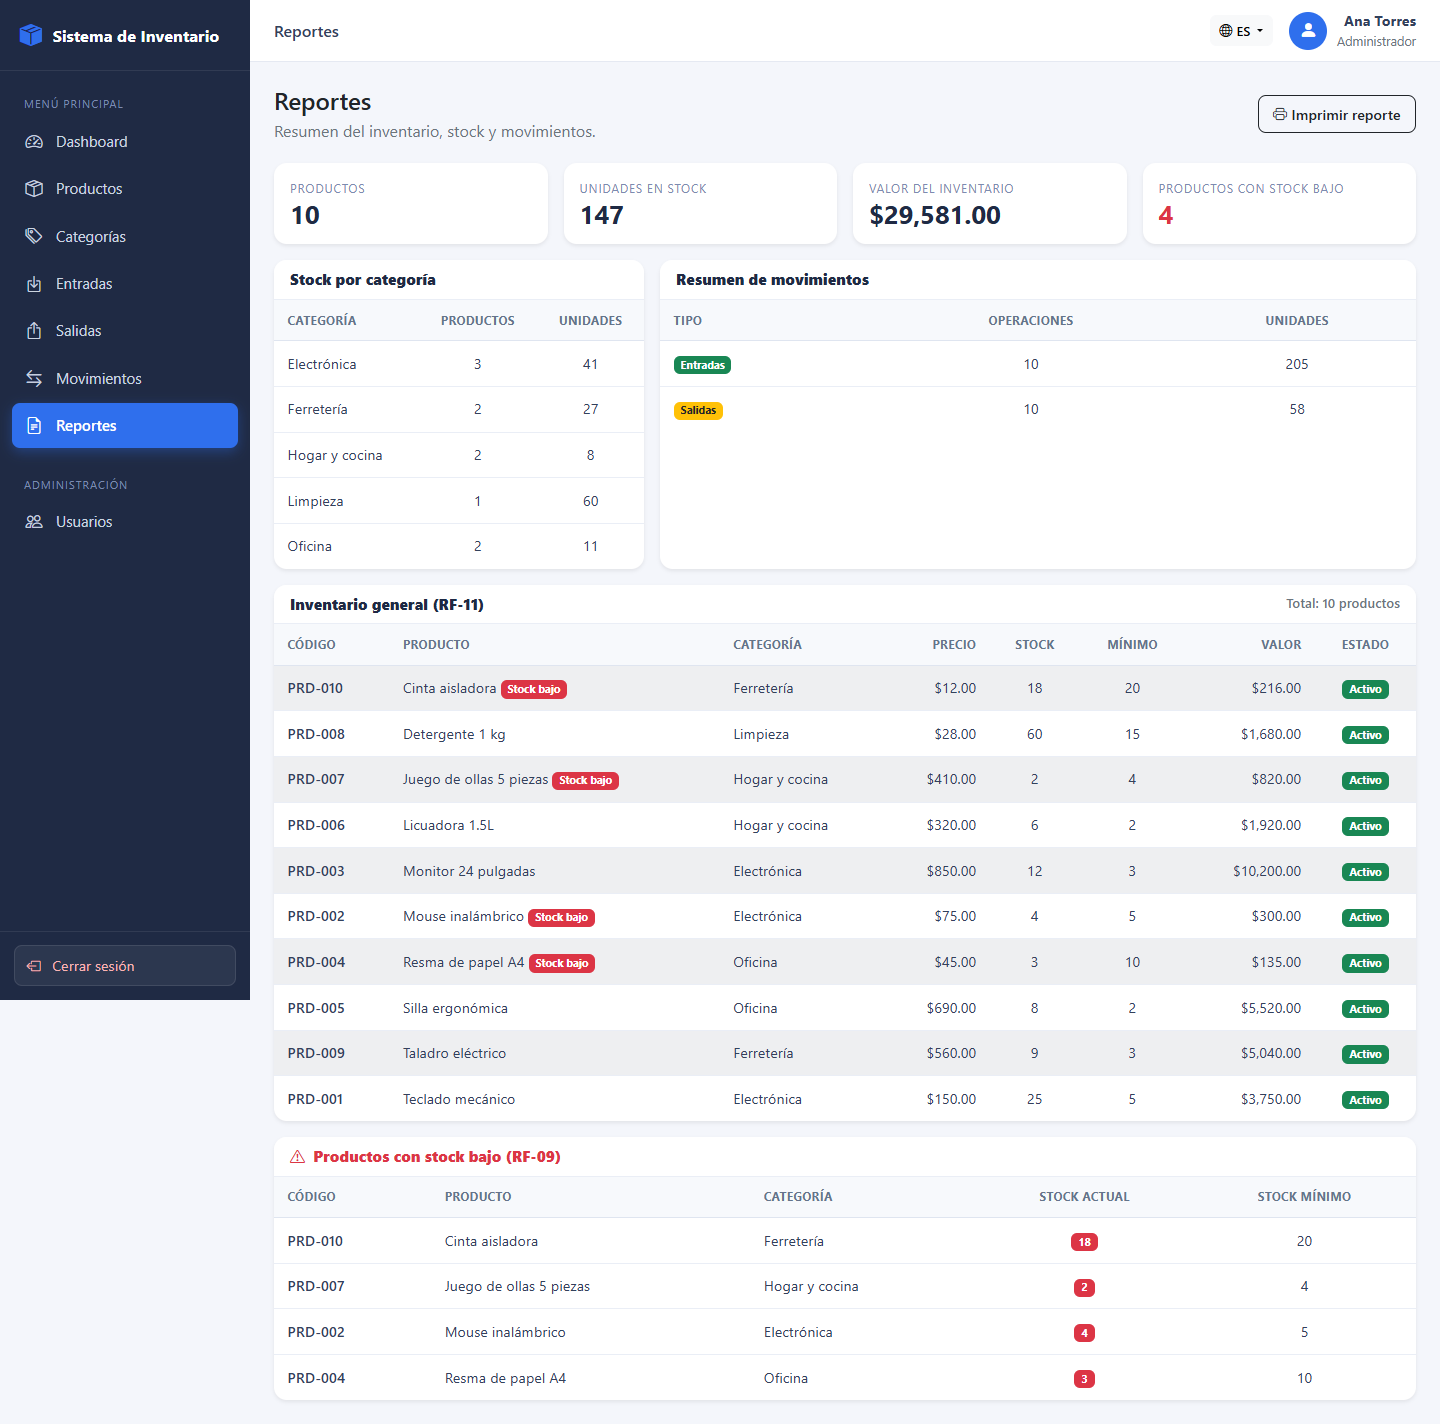 Sistema de Inventario
MENÚ PRINCIPAL
Dashboard
Productos
Categorías
Entradas
Salidas
Movimientos
Reportes
ADMINISTRACIÓN
Usuarios
Cerrar sesión
Reportes
ES
Ana Torres
Administrador
Reportes
Resumen del inventario, stock y movimientos.
Imprimir reporte
PRODUCTOS
10
UNIDADES EN STOCK
147
VALOR DEL INVENTARIO
$29,581.00
PRODUCTOS CON STOCK BAJO
4
Stock por categoría
CATEGORÍA PRODUCTOS UNIDADES
Electrónica 3 41
Ferretería 2 27
Hogar y cocina 2 8
Limpieza 1 60
Oficina 2 11
Resumen de movimientos
TIPO OPERACIONES UNIDADES
Entradas 10 205
Salidas 10 58
Inventario general (RF-11) Total: 10 productos
CÓDIGO PRODUCTO CATEGORÍA PRECIO STOCK MÍNIMO VALOR ESTADO
PRD-010 Cinta aisladora Stock bajo Ferretería $12.00 18 20 $216.00 Activo
PRD-008 Detergente 1 kg Limpieza $28.00 60 15 $1,680.00 Activo
PRD-007 Juego de ollas 5 piezas Stock bajo Hogar y cocina $410.00 2 4 $820.00 Activo
PRD-006 Licuadora 1.5L Hogar y cocina $320.00 6 2 $1,920.00 Activo
PRD-003 Monitor 24 pulgadas Electrónica $850.00 12 3 $10,200.00 Activo
PRD-002 Mouse inalámbrico Stock bajo Electrónica $75.00 4 5 $300.00 Activo
PRD-004 Resma de papel A4 Stock bajo Oficina $45.00 3 10 $135.00 Activo
PRD-005 Silla ergonómica Oficina $690.00 8 2 $5,520.00 Activo
PRD-009 Taladro eléctrico Ferretería $560.00 9 3 $5,040.00 Activo
PRD-001 Teclado mecánico Electrónica $150.00 25 5 $3,750.00 Activo
Productos con stock bajo (RF-09)
CÓDIGO PRODUCTO CATEGORÍA STOCK ACTUAL STOCK MÍNIMO
PRD-010 Cinta aisladora Ferretería 18 20
PRD-007 Juego de ollas 5 piezas Hogar y cocina 2 4
PRD-002 Mouse inalámbrico Electrónica 4 5
PRD-004 Resma de papel A4 Oficina 3 10